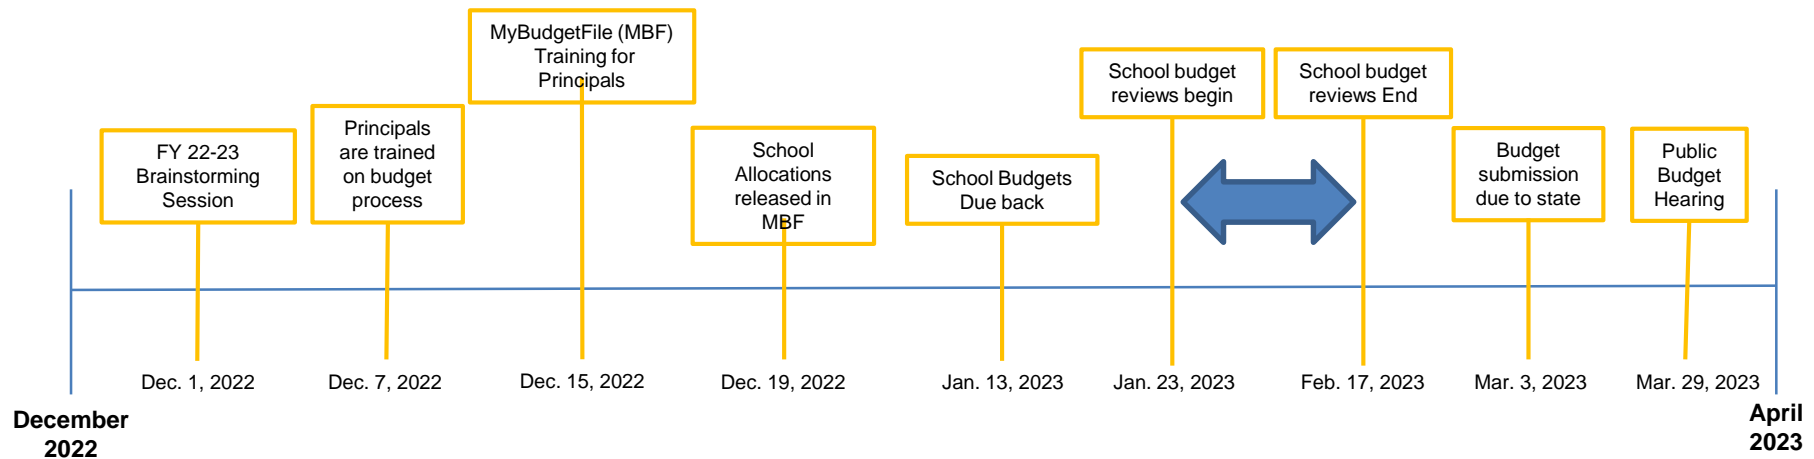 FY 22-23
Brainstorming
Session
Principals
are trained
on budget
process
MyBudgetFile (MBF)
Training for
Principals
School
Allocations
released in
MBF
School Budgets
Due back
School budget
reviews begin
School budget
reviews End
Budget
submission
due to state
Public
Budget
Hearing
Dec. 1, 2022
Dec. 7, 2022
Dec. 15, 2022
Dec. 19, 2022
Jan. 13, 2023
Jan. 23, 2023
Feb. 17, 2023
Mar. 3, 2023
Mar. 29, 2023
December
2022
April
2023